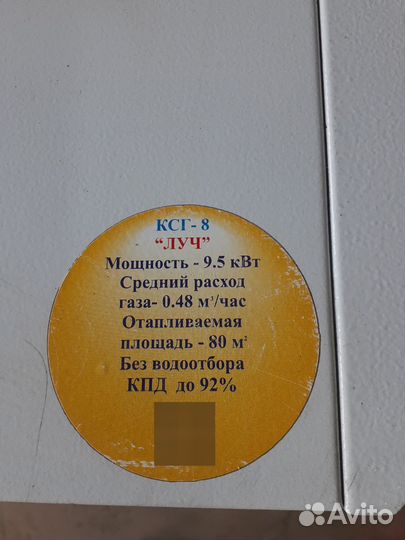 КСГ- 8
“ЛУЧ”
Мощность - 9.5 кВт
Средний расход
газа- 0.48 м³/час
Отапливаемая
площадь - 80 м²
Без водоотбора
КПД до 92%
Avito